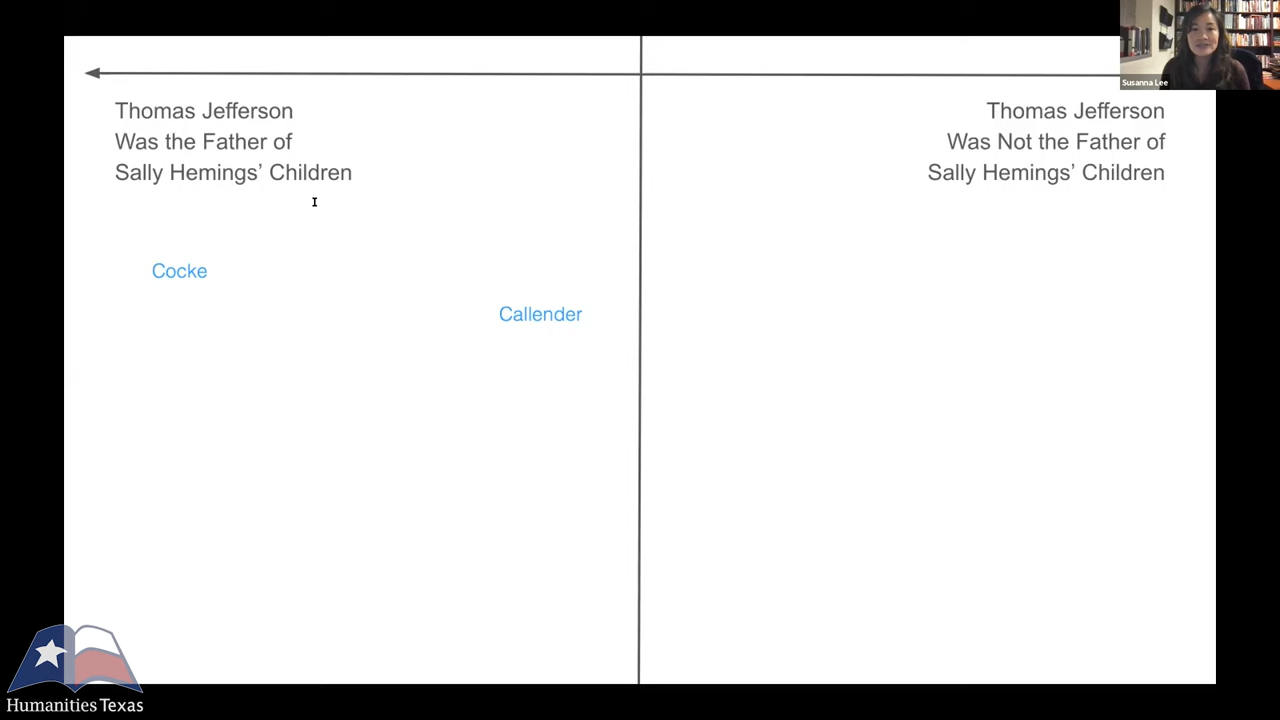 Susanna Lee
Thomas Jefferson
Was the Father of
Sally Hemings’ Children
Thomas Jefferson
Was Not the Father of
Sally Hemings’ Children
Cocke
Callender
Humanities Texas